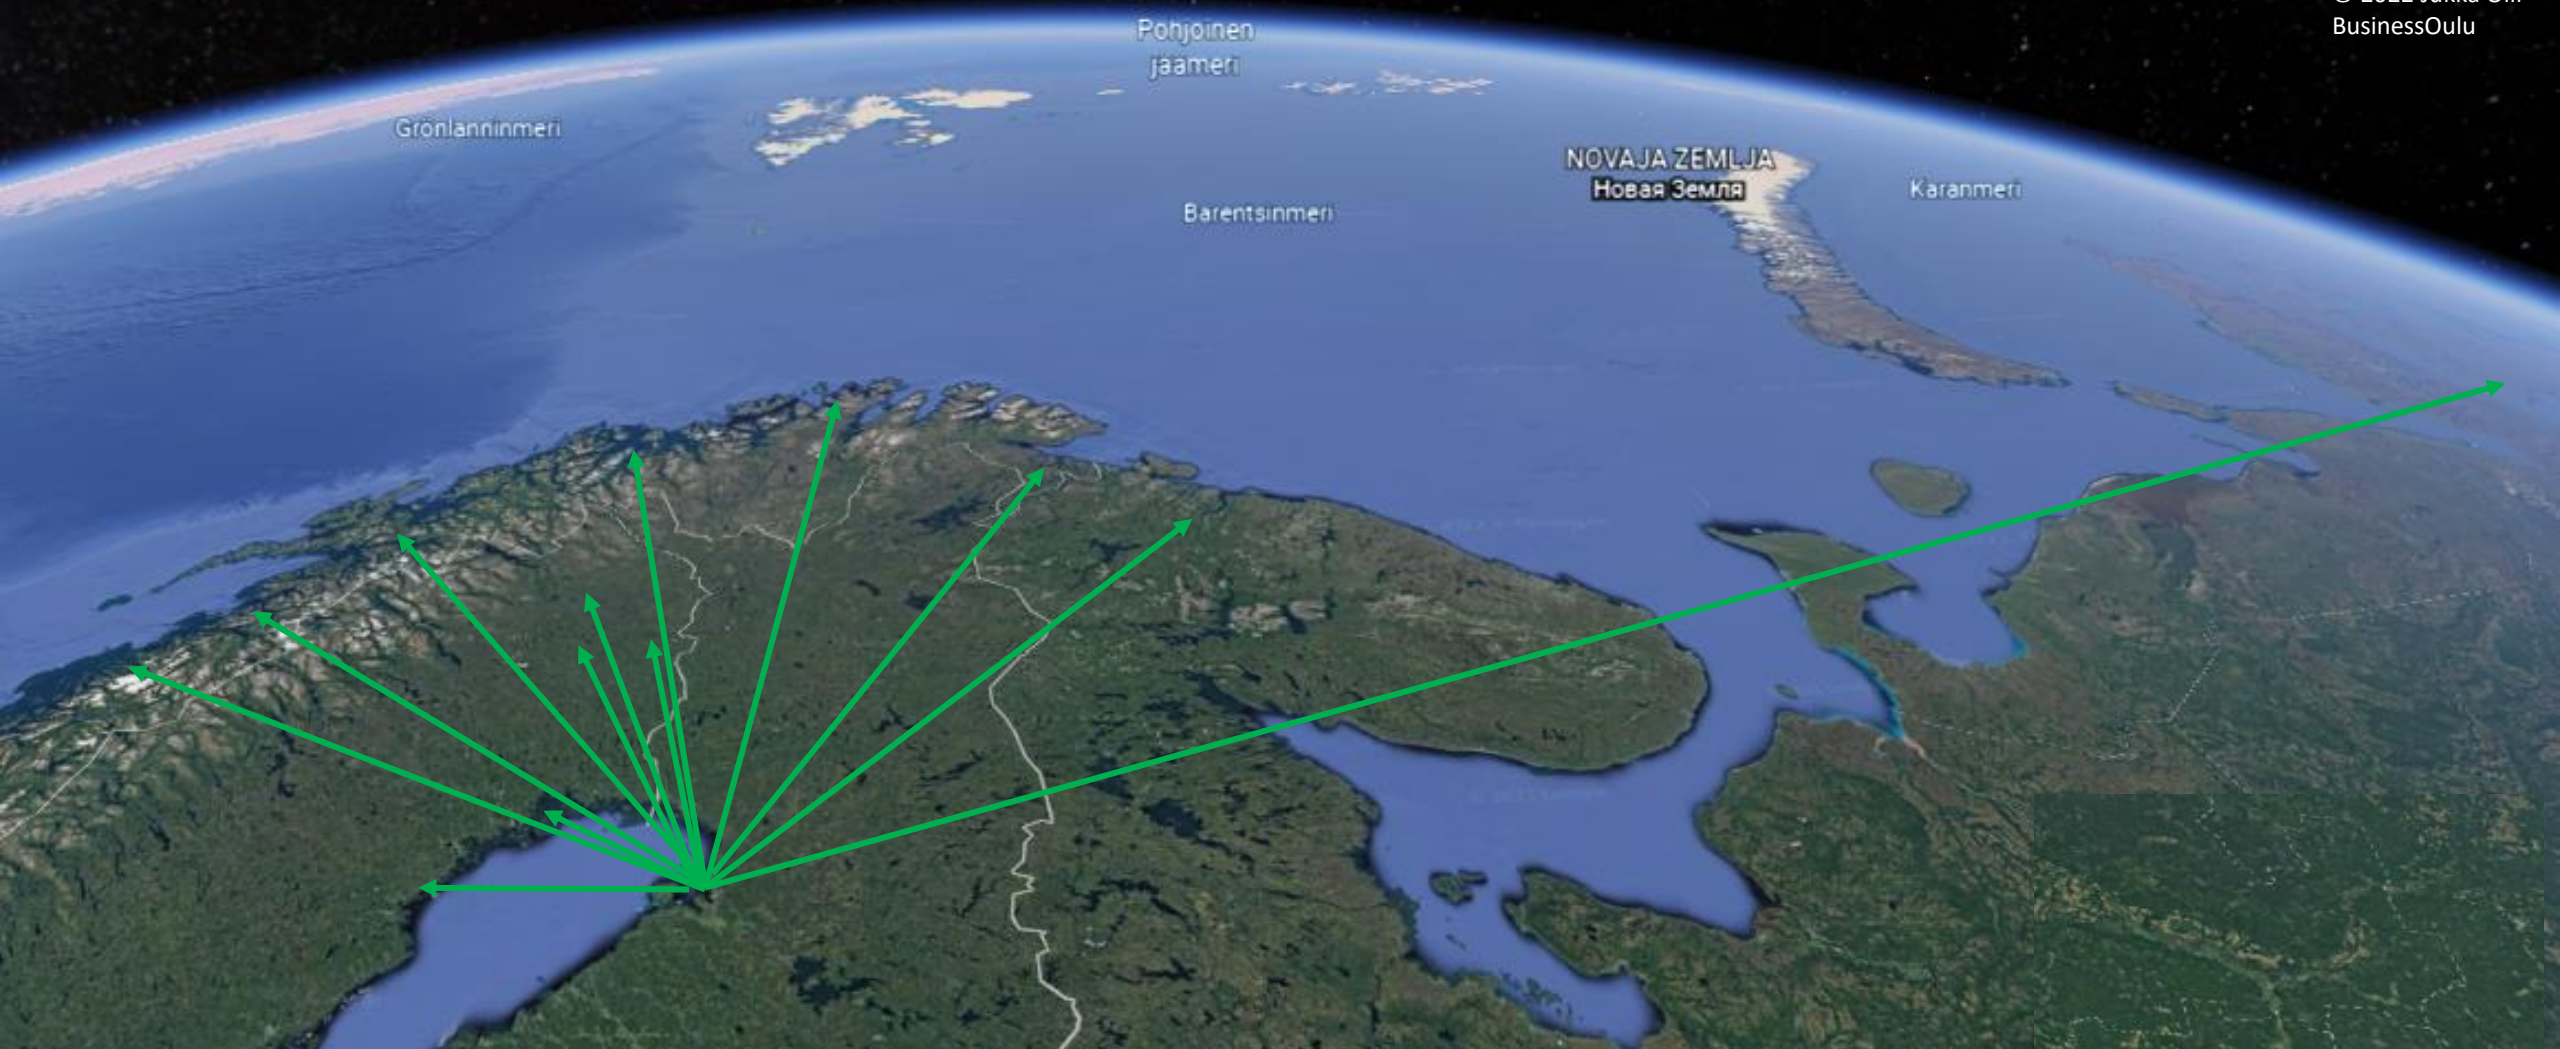 BusinessOulu
Pohjoinen
jäämeri
Grönlanninmeri
NOVAJA ZEMLJA
Новая Земля
Karanmeri
Barentsinmeri